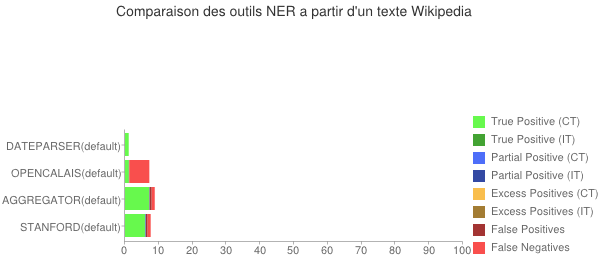 Comparaison des outils NER a partir d'un texte Wikipedia
DATEPARSER(default)
OPENCALAIS(default)
AGGREGATOR(default)
STANFORD(default)
0 10 20 30 40 50 60 70 80 90 100
True Positive (CT)
True Positive (IT)
Partial Positive (CT)
Partial Positive (IT)
Excess Positives (CT)
Excess Positives (IT)
False Positives
False Negatives